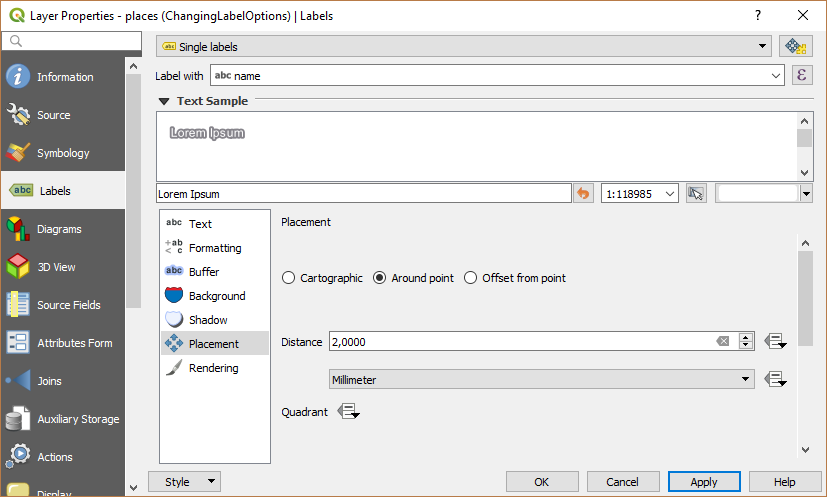 Layer Properties - places (ChangingLabelOptions) | Labels
Information
Source
Symbology
abc Labels
Diagrams
3D View
Source Fields
Attributes Form
Joins
Auxiliary Storage
Actions
Display
abc Single labels
Label with abc name ε
Text Sample
Lorem Ipsum
Lorem Ipsum 1:118985
abc Text
+ab < c Formatting
abc Buffer
Background
Shadow
Placement
Rendering
Placement
Cartographic Around point Offset from point
Distance 2,0000
Millimeter
Quadrant
Style OK Cancel Apply Help